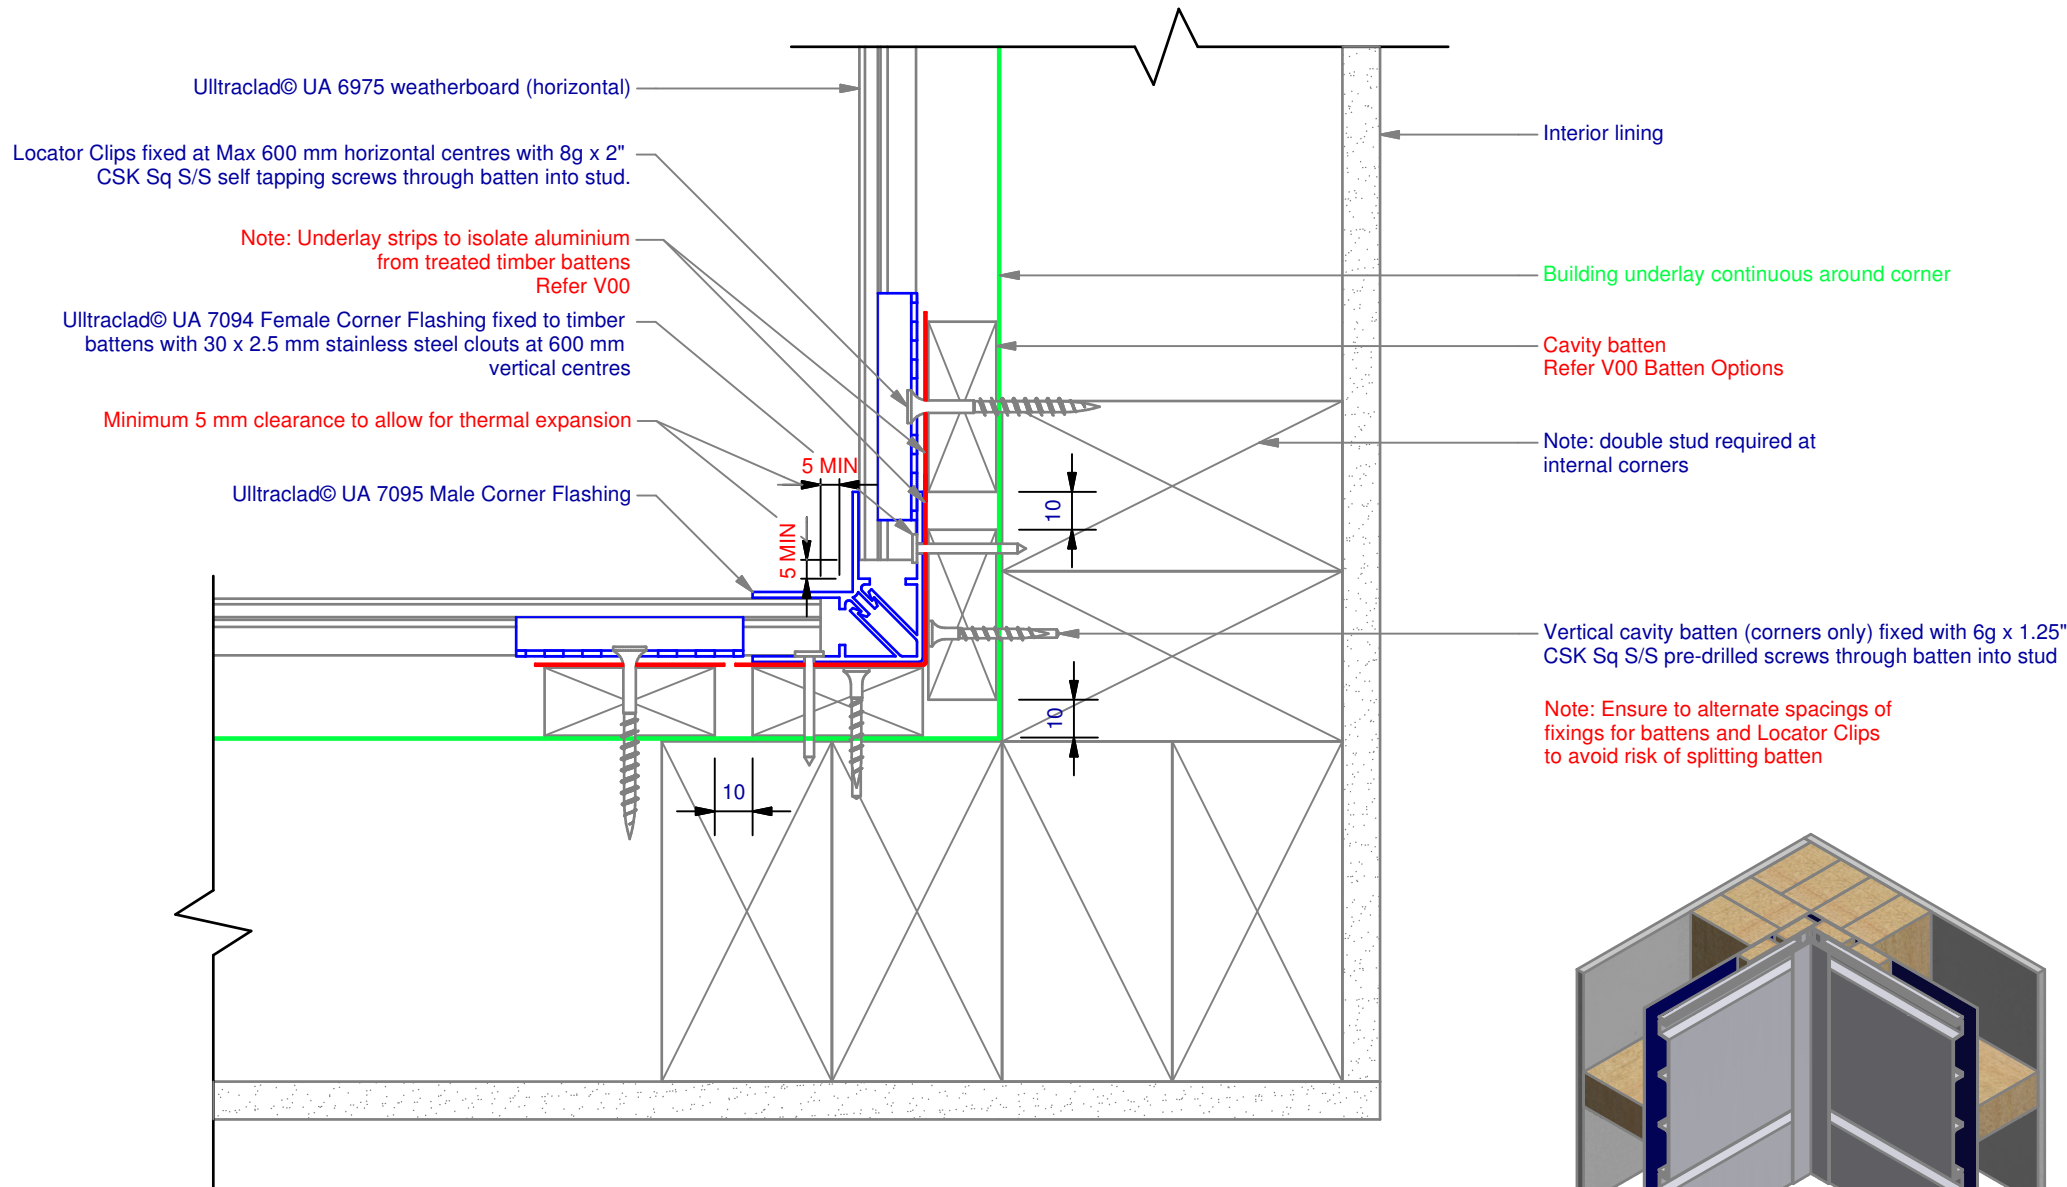 Ulltraclad© UA 6975 weatherboard (horizontal)
Locator Clips fixed at Max 600 mm horizontal centres with 8g x 2"
CSK Sq S/S self tapping screws through batten into stud.
Note: Underlay strips to isolate aluminium
from treated timber battens
Refer V00
Ulltraclad© UA 7094 Female Corner Flashing fixed to timber
battens with 30 x 2.5 mm stainless steel clouts at 600 mm
vertical centres
Minimum 5 mm clearance to allow for thermal expansion
Ulltraclad© UA 7095 Male Corner Flashing
5 MIN
5 MIN
10
10
10
Interior lining
Building underlay continuous around corner
Cavity batten
Refer V00 Batten Options
Note: double stud required at
internal corners
Vertical cavity batten (corners only) fixed with 6g x 1.25"
CSK Sq S/S pre-drilled screws through batten into stud
Note: Ensure to alternate spacings of
fixings for battens and Locator Clips
to avoid risk of splitting batten